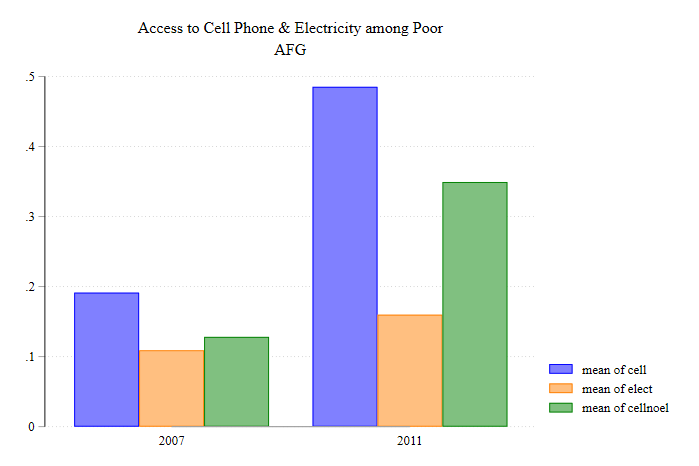 Access to Cell Phone & Electricity among Poor
AFG
.5
.4
.3
.2
.1
0
2007
2011
mean of cell
mean of elect
mean of cellnoel